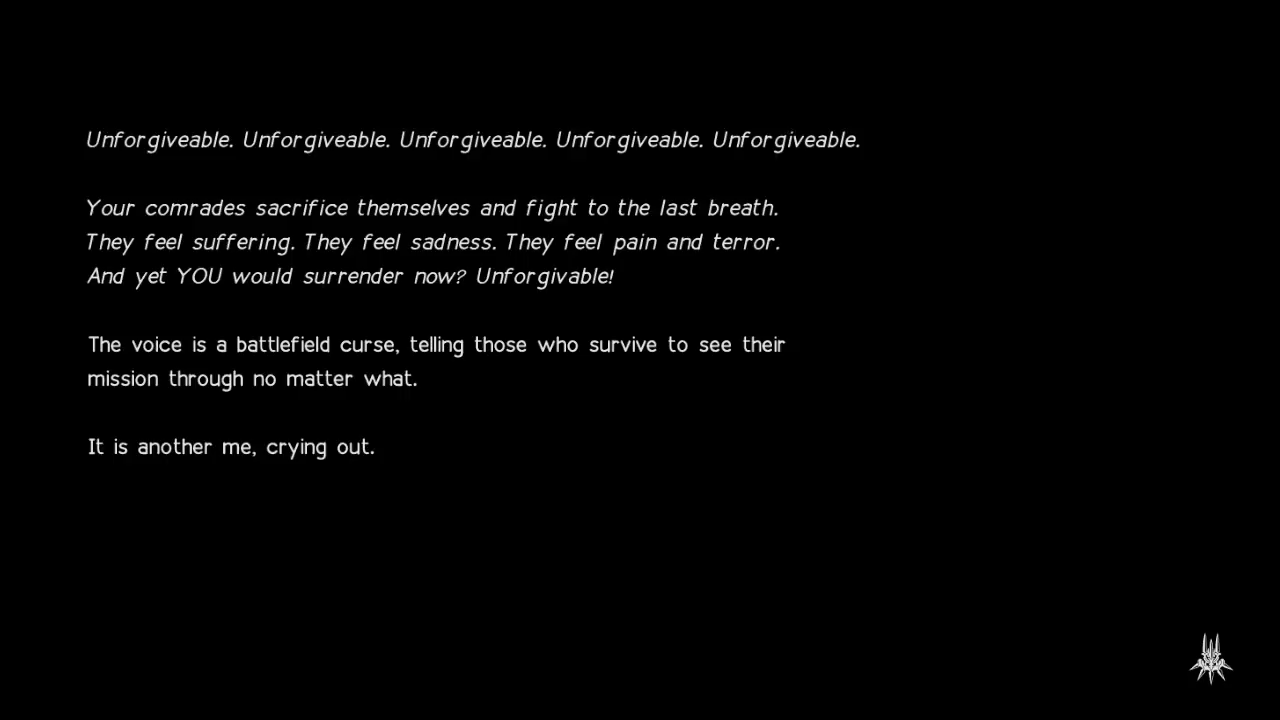 Unforgiveable. Unforgiveable. Unforgiveable. Unforgiveable. Unforgiveable.
Your comrades sacrifice themselves and fight to the last breath.
They feel suffering. They feel sadness. They feel pain and terror.
And yet YOU would surrender now? Unforgivable!
The voice is a battlefield curse, telling those who survive to see their
mission through no matter what.
It is another me, crying out.